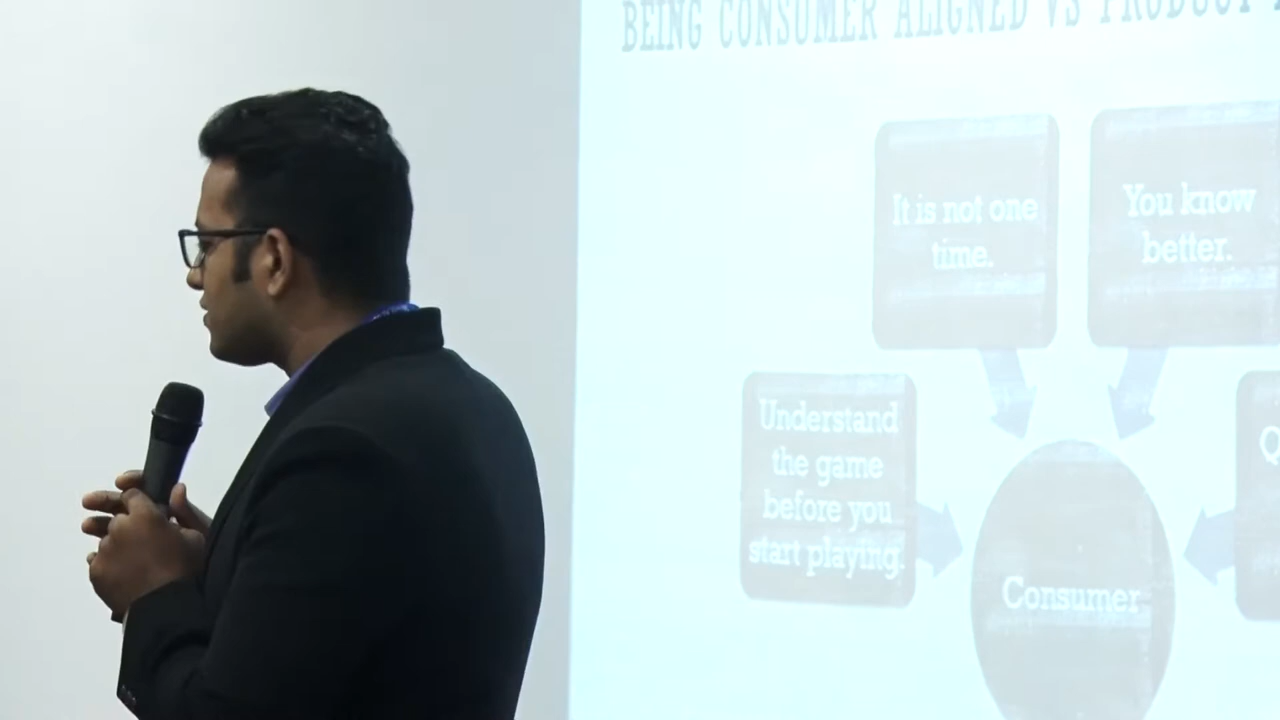 BEING CONSUMER ALIGNED VS PRODUCT
It is not one
time.
You know
better.
Understand
the game
before you
start playing.
Consumer